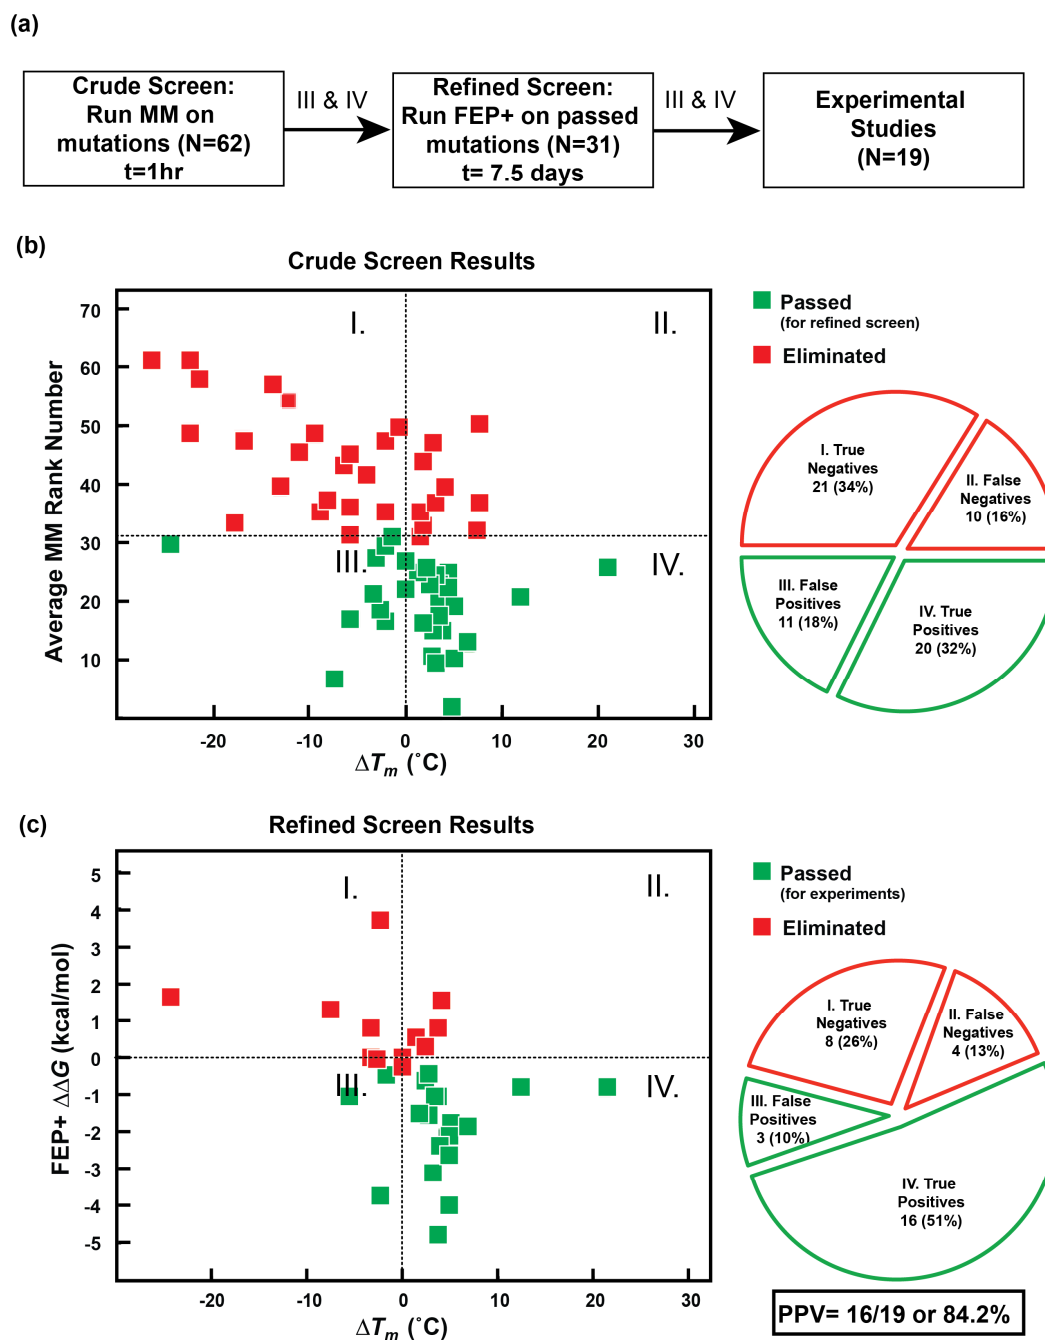 (a)
Crude Screen:
Run MM on
mutations (N=62)
t=1hr
III & IV
Refined Screen:
Run FEP+ on passed
mutations (N=31)
t= 7.5 days
III & IV
Experimental
Studies
(N=19)
(b)
Crude Screen Results
Average MM Rank Number
70
60
50
40
30
20
10
I.
II.
III.
IV.
-20
-10
0
10
20
30
ΔTm (˚C)
Passed
(for refined screen)
Eliminated
I. True
Negatives
21 (34%)
II. False
Negatives
10 (16%)
III. False
Positives
11 (18%)
IV. True
Positives
20 (32%)
(c)
Refined Screen Results
FEP+ ΔΔG (kcal/mol)
5
4
3
2
1
0
-1
-2
-3
-4
-5
I.
II.
III.
IV.
-20
-10
0
10
20
30
ΔTm (˚C)
Passed
(for experiments)
Eliminated
I. True
Negatives
8 (26%)
II. False
Negatives
4 (13%)
III. False
Positives
3 (10%)
IV. True
Positives
16 (51%)
PPV= 16/19 or 84.2%